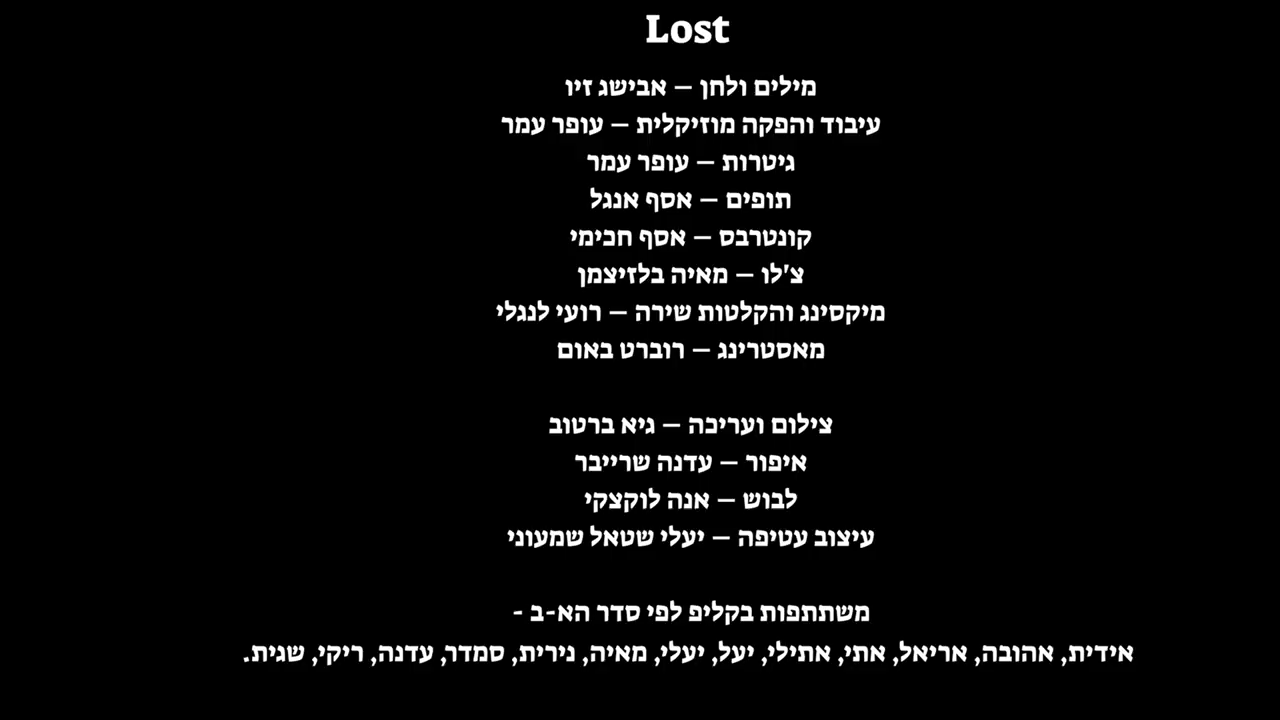 Lost
מילים ולחן – אבישג זיו
עיבוד והפקה מוזיקלית – עופר עמר
גיטרות – עופר עמר
תופים – אסף אנגל
קונטרבס – אסף חכימי
צ'לו – מאיה בלזיצמן
מיקסינג והקלטות שירה – רועי לנגלי
מאסטרינג – רוברט באום
צילום ועריכה – גיא ברטוב
איפור – עדנה שרייבר
לבוש – אנה לוקצקי
עיצוב עטיפה – יעלי שטאל שמעוני
משתתפות בקליפ לפי סדר הא-ב -
אידית, אהובה, אריאל, אתי, אתילי, יעל, יעלי, מאיה, נירית, סמדר, עדנה, ריקי, שגית.